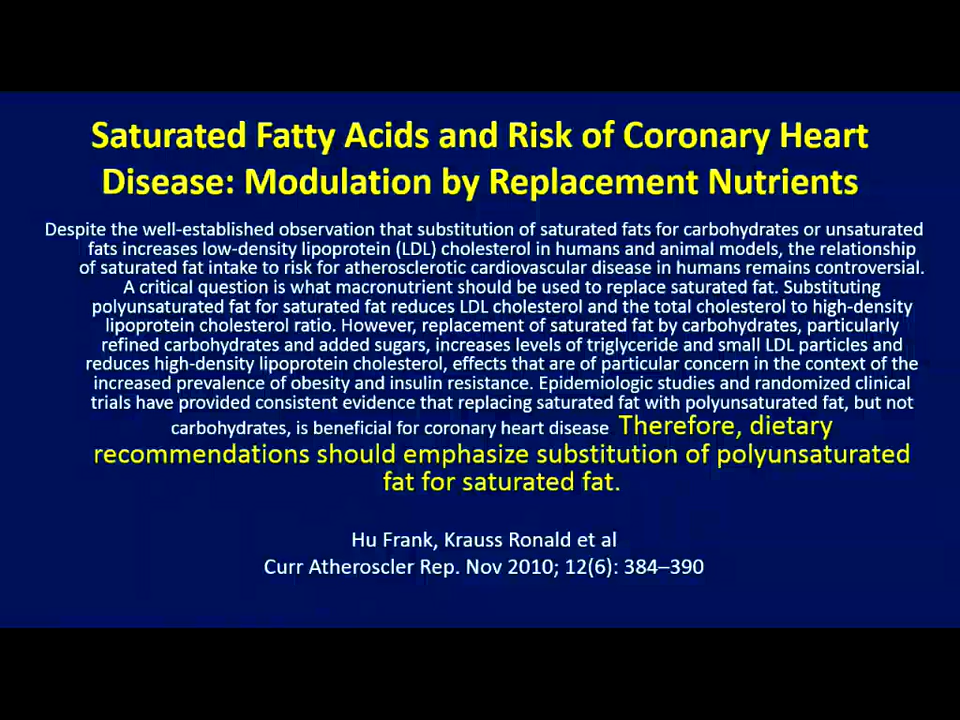 Saturated Fatty Acids and Risk of Coronary Heart
Disease: Modulation by Replacement Nutrients
Despite the well-established observation that substitution of saturated fats for carbohydrates or unsaturated
fats increases low-density lipoprotein (LDL) cholesterol in humans and animal models, the relationship
of saturated fat intake to risk for atherosclerotic cardiovascular disease in humans remains controversial.
A critical question is what macronutrient should be used to replace saturated fat. Substituting
polyunsaturated fat for saturated fat reduces LDL cholesterol and the total cholesterol to high-density
lipoprotein cholesterol ratio. However, replacement of saturated fat by carbohydrates, particularly
refined carbohydrates and added sugars, increases levels of triglyceride and small LDL particles and
reduces high-density lipoprotein cholesterol, effects that are of particular concern in the context of the
increased prevalence of obesity and insulin resistance. Epidemiologic studies and randomized clinical
trials have provided consistent evidence that replacing saturated fat with polyunsaturated fat, but not
carbohydrates, is beneficial for coronary heart disease Therefore, dietary
recommendations should emphasize substitution of polyunsaturated
fat for saturated fat.
Hu Frank, Krauss Ronald et al
Curr Atheroscler Rep. Nov 2010; 12(6): 384–390